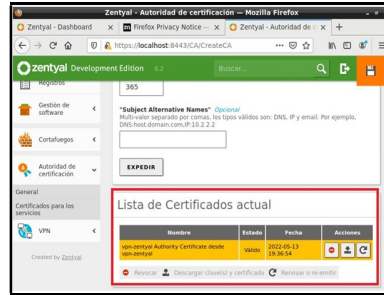 Zentyal - Autoridad de certificación — Mozilla Firefox
Zentyal - Dashboard
Firefox Privacy Notice —
Zentyal - Autoridad de
https://localhost:8443/CA/CreateCA
zentyal Development Edition 6.2
Buscar...
Registros
365
Gestión de
software
"Subject Alternative Names" Opcional
Multi-valor separado por comas, los tipos válidos son: DNS, IP y email. Por ejemplo,
DNS:host.domain.com,IP:10.2.2.2
Cortafuegos
Autoridad de
certificación
EXPEDIR
General
Certificados para los
servicios
VPN
Created by Zentyal
Lista de Certificados actual
Nombre Estado Fecha Acciones
vpn-zentyal Authority Certificate desde
vpn-zentyal
Válido
2022-05-13
19:36:54
Revocar Descargar clave(s) y certificado Renovar o re-emitir